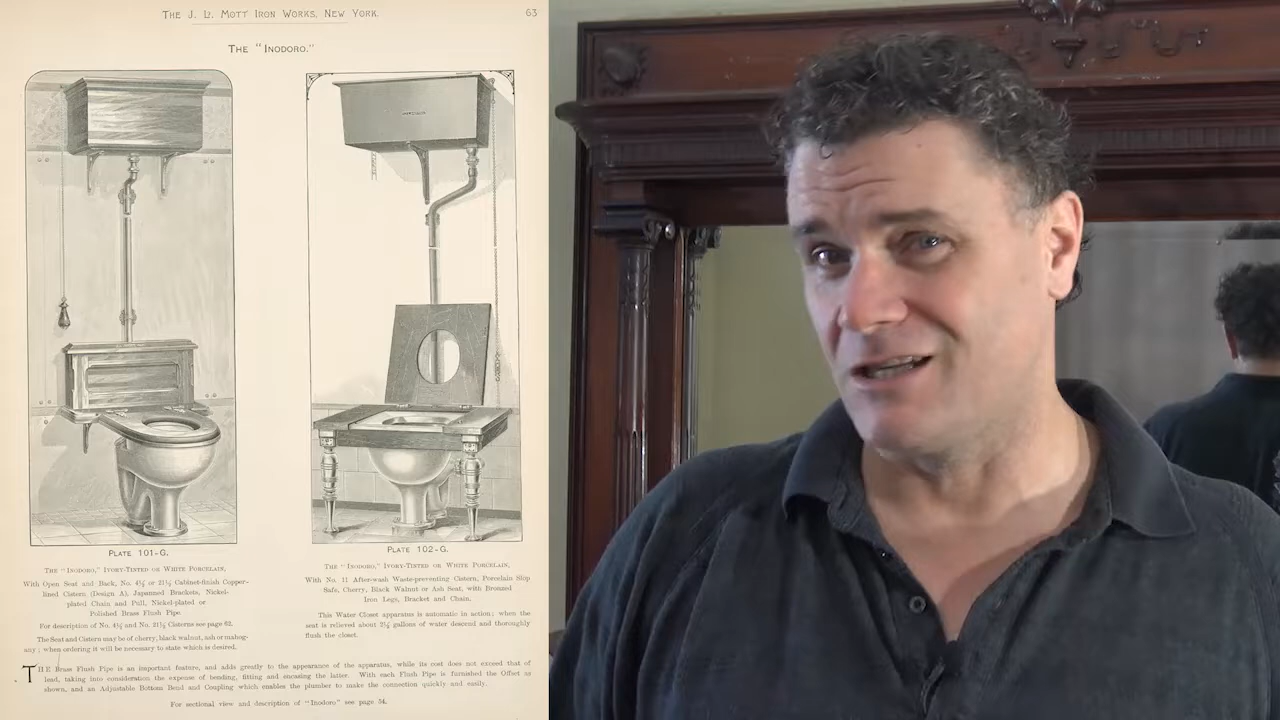 The J. L. Mott Iron Works, New York.
63
The "Inodoro."
Plate 101-G.
The "Inodoro," Ivory-Tinted or White Porcelain,
With Open Seat and Back, No. 4½ or 21½ Cabinet-finish Copper-
lined Cistern (Design A), Japanned Brackets, Nickel-
plated Chain and Pull, Nickel-plated or
Polished Brass Flush Pipe.
For description of No. 4½ and No. 21½ Cisterns see page 62.
The Seat and Cistern may be of cherry, black walnut, ash or mahog-
any; when ordering it will be necessary to state which is desired.
Plate 102-G.
The "Inodoro," Ivory-Tinted or White Porcelain,
With No. 11 After-wash Waste-preventing Cistern, Porcelain Slop
Safe, Cherry, Black Walnut or Ash Seat, with Bronzed
Iron Legs, Bracket and Chain.
This Water Closet apparatus is automatic in action; when the
seat is relieved about 2½ gallons of water descend and thoroughly
flush the closet.
The Brass Flush Pipe is an important feature, and adds greatly to the appearance of the apparatus, while its cost does not exceed that of
lead, taking into consideration the expense of bending, fitting and encasing the latter. With each Flush Pipe is furnished the Offset as
shown, and an Adjustable Bottom Bend and Coupling which enables the plumber to make the connection quickly and easily.
For sectional view and description of "Inodoro" see page 54.